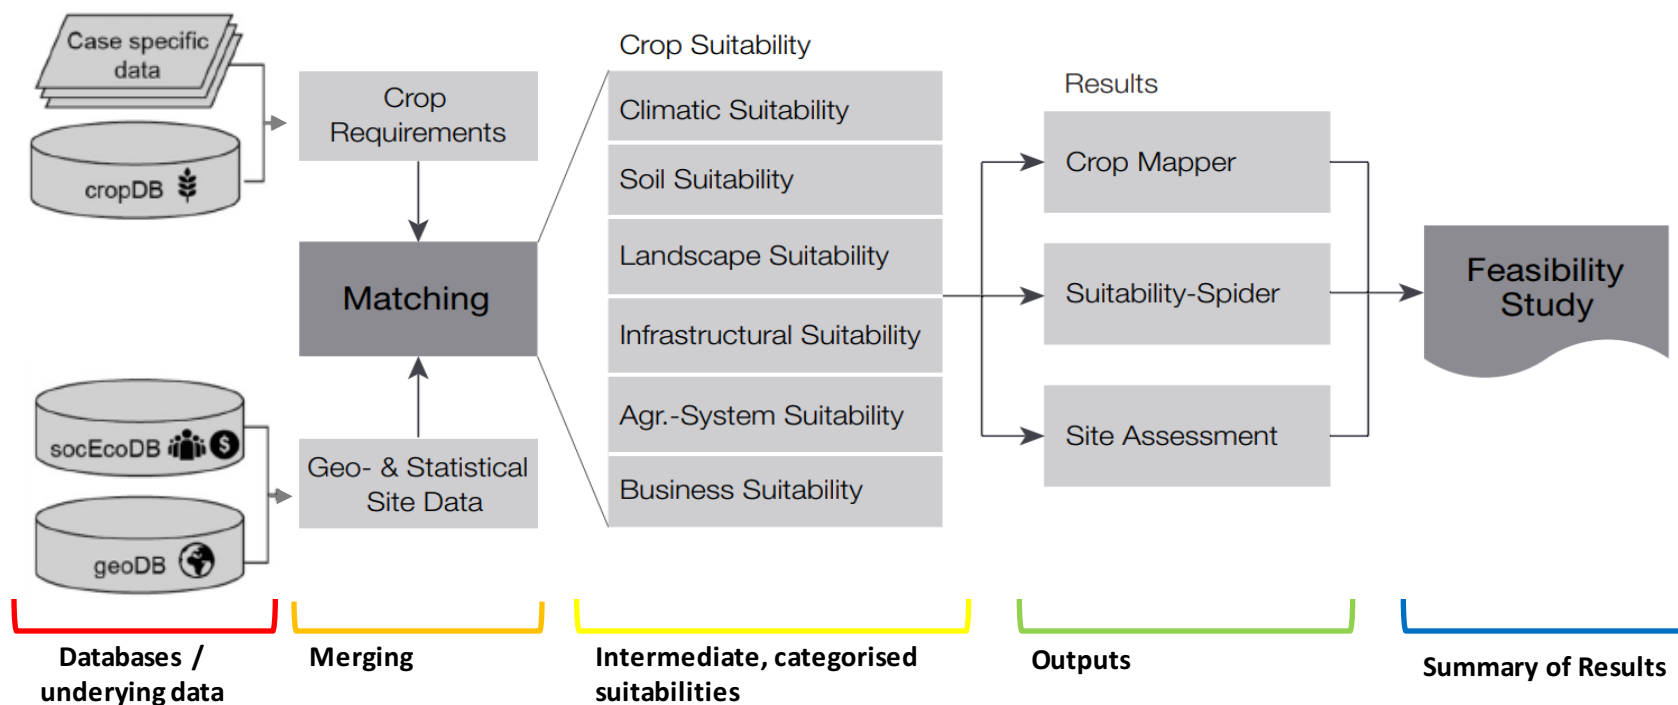 Case specific
data
cropDB
Crop
Requirements
Matching
socEcoDB
$
geoDB
Geo- & Statistical
Site Data
Crop Suitability
Climatic Suitability
Soil Suitability
Landscape Suitability
Infrastructural Suitability
Agr.-System Suitability
Business Suitability
Results
Crop Mapper
Suitability-Spider
Site Assessment
Feasibility
Study
Databases /
underying data
Merging
Intermediate, categorised
suitabilities
Outputs
Summary of Results